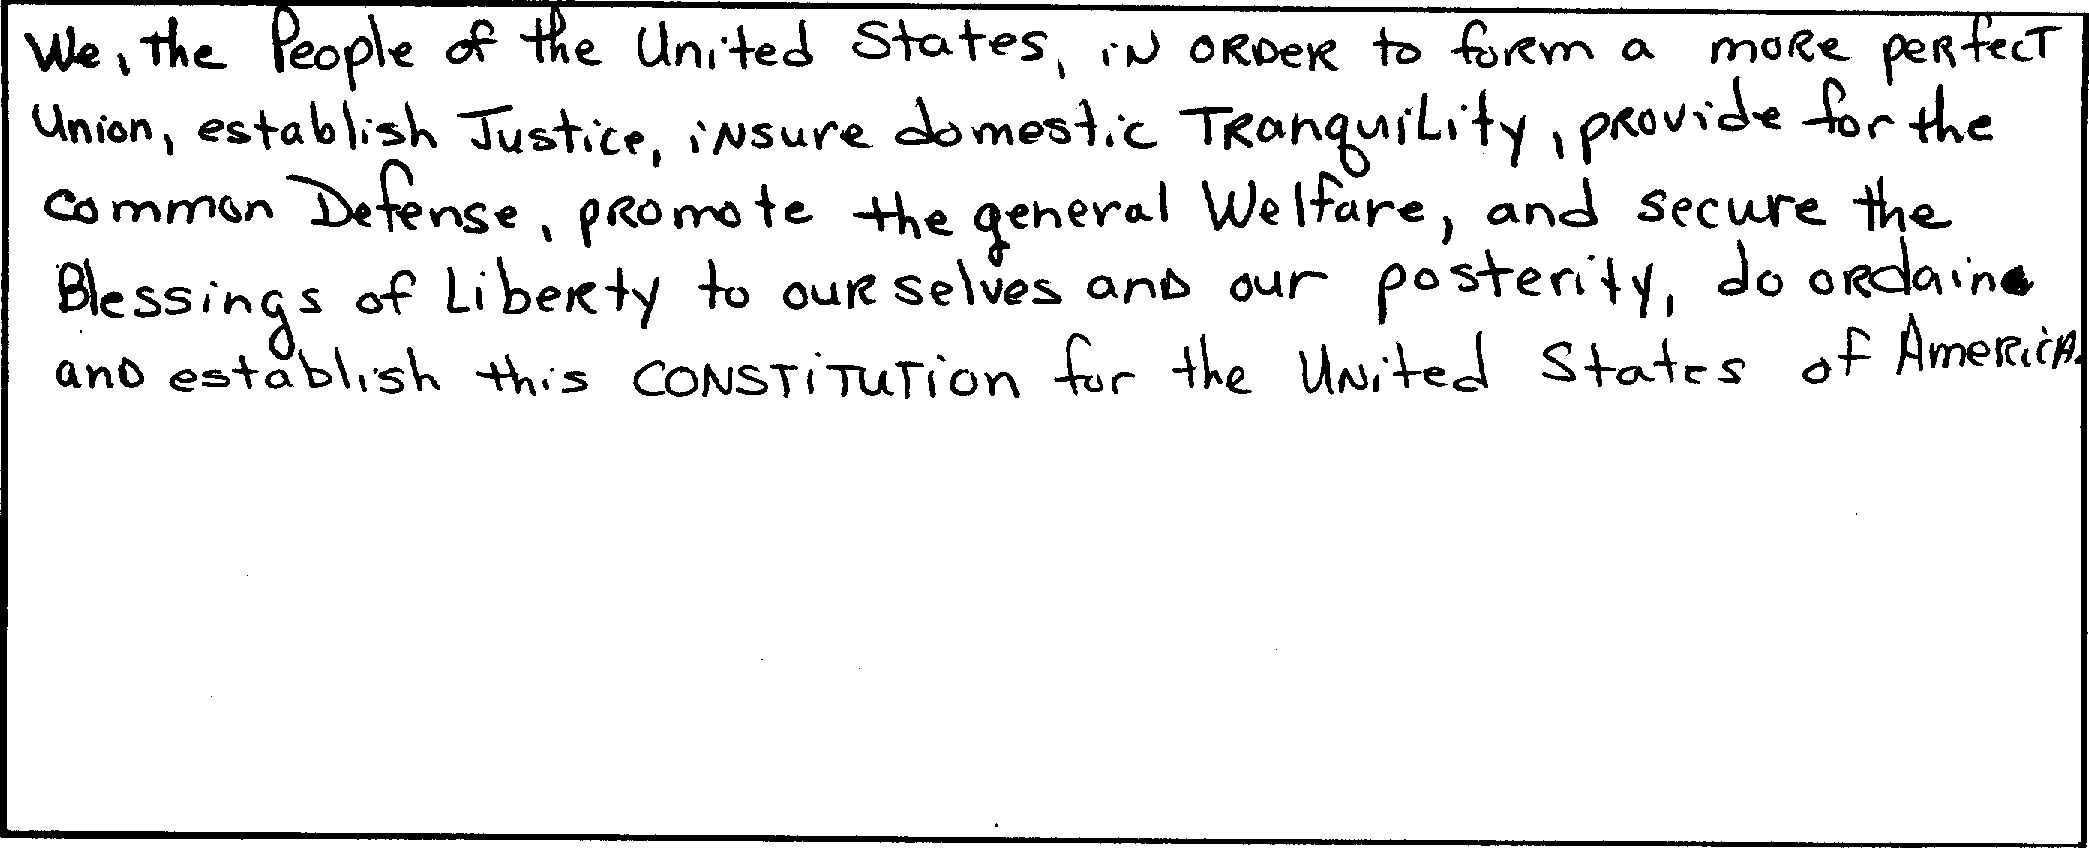 We, the People of the United States, in order to form a more perfect
Union, establish Justice, insure domestic Tranquility, provide for the
common Defense, promote the general Welfare, and secure the
Blessings of Liberty to ourselves and our posterity, do ordain
and establish this CONSTITUTION for the United States of America.